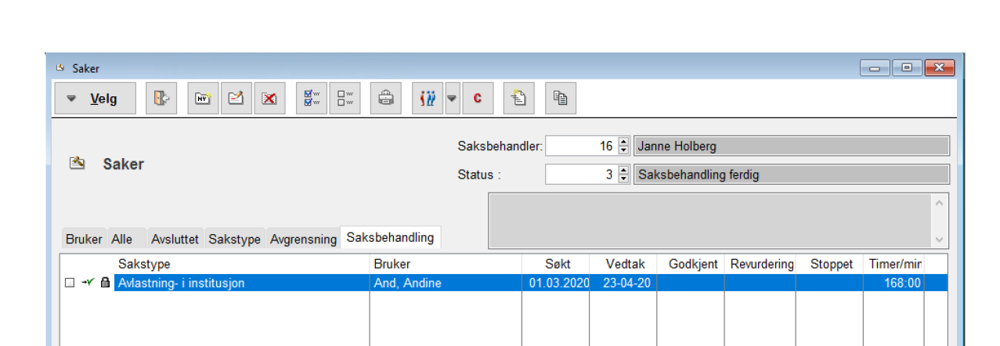 Saker
Velg
NY
C
Saksbehandler: 16 Janne Holberg
Saker
Status : 3 Saksbehandling ferdig
Bruker Alle Avsluttet Sakstype Avgrensning Saksbehandling
Sakstype Bruker Søkt Vedtak Godkjent Revurdering Stoppet Timer/min
Avlastning- i institusjon And, Andine 01.03.2020 23-04-20 168:00